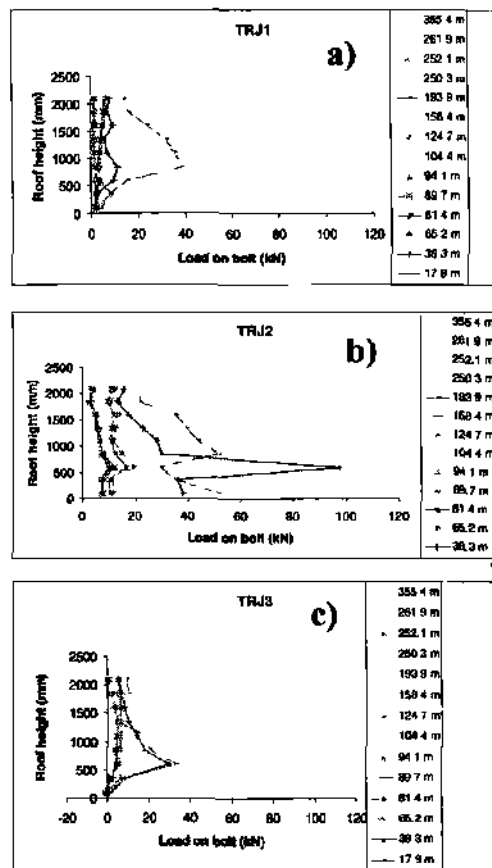 TRJ1
a)
2500
2000
1500
1000
500
0
Roof height (mm)
0 20 40 60 80 100 120
Load on bolt (kN)
355.4 m
261.9 m
252.1 m
250.3 m
193.9 m
158.4 m
124.7 m
104.4 m
94.1 m
89.7 m
81.4 m
65.2 m
38.3 m
17.9 m
TRJ2
b)
2500
2000
1500
1000
500
0
Roof height (mm)
0 20 40 60 80 100 120
Load on bolt (kN)
355.4 m
261.9 m
252.1 m
250.3 m
193.9 m
158.4 m
124.7 m
104.4 m
94.1 m
89.7 m
81.4 m
65.2 m
38.3 m
TRJ3
c)
2500
2000
1500
1000
500
0
Roof height (mm)
-20 0 20 40 60 80 100 120
Load on bolt (kN)
355.4 m
261.9 m
252.1 m
250.3 m
193.9 m
158.4 m
124.7 m
104.4 m
94.1 m
89.7 m
81.4 m
65.2 m
38.3 m
17.9 m